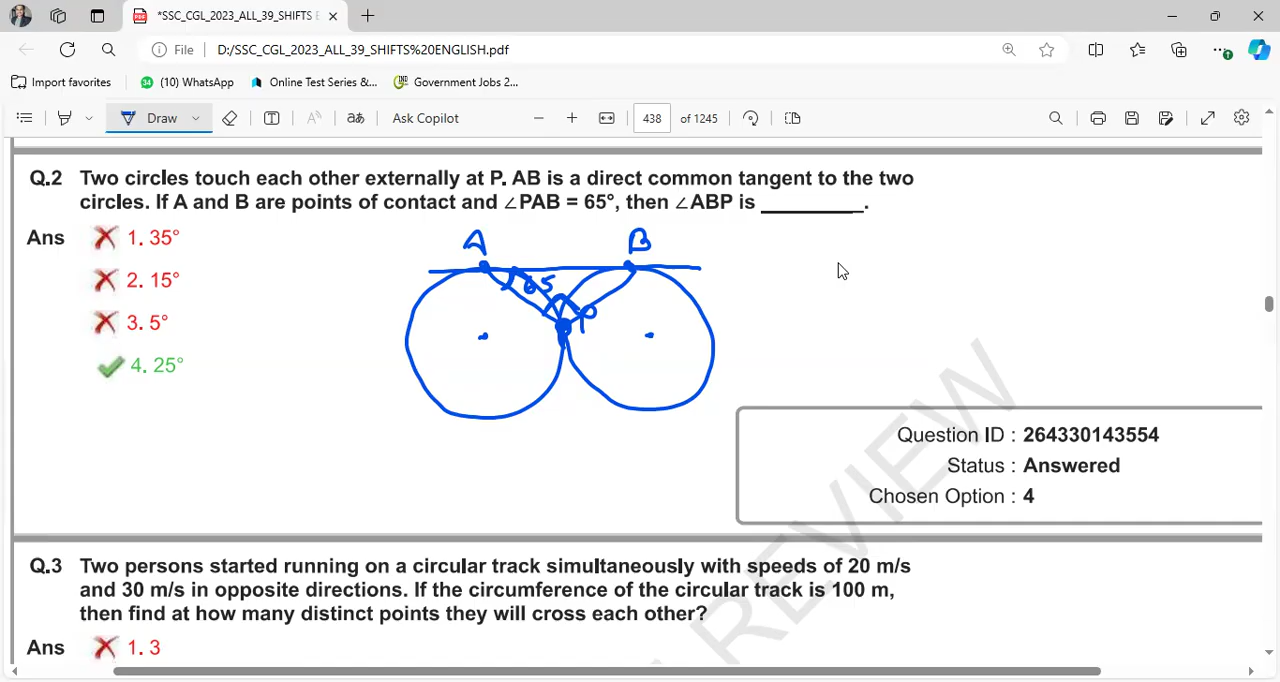 *SSC_CGL_2023_ALL_39_SHIFTS E
File D:/SSC_CGL_2023_ALL_39_SHIFTS%20ENGLISH.pdf
Import favorites (10) WhatsApp Online Test Series &... Government Jobs 2...
Draw aあ Ask Copilot 438 of 1245
Q.2 Two circles touch each other externally at P. AB is a direct common tangent to the two
circles. If A and B are points of contact and ∠PAB = 65°, then ∠ABP is _________.
Ans 1. 35°
2. 15°
3. 5°
4. 25°
A B
65
P
Question ID : 264330143554
Status : Answered
Chosen Option : 4
REVIEW
Q.3 Two persons started running on a circular track simultaneously with speeds of 20 m/s
and 30 m/s in opposite directions. If the circumference of the circular track is 100 m,
then find at how many distinct points they will cross each other?
Ans 1. 3